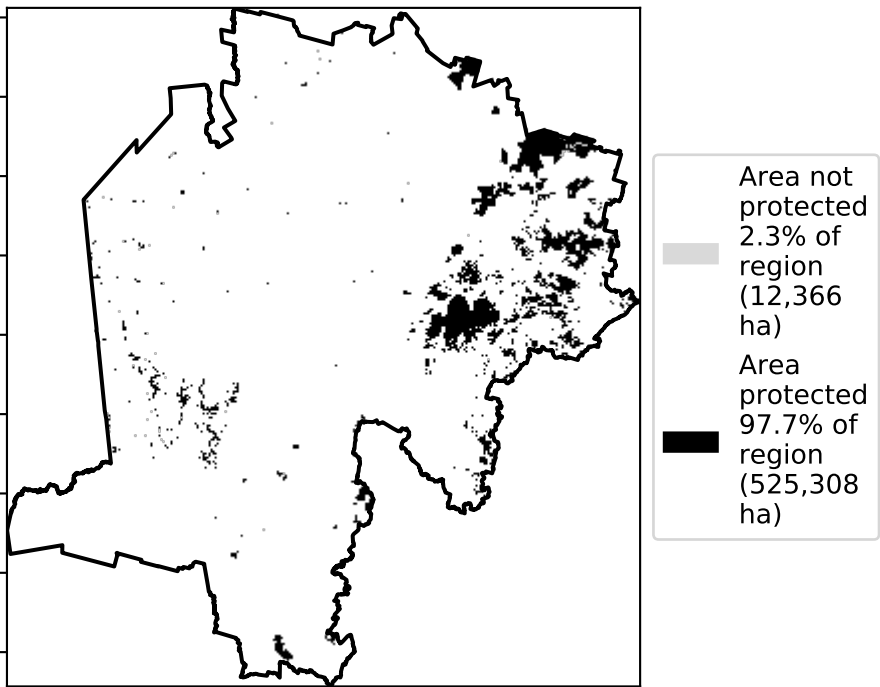 Area not
protected
2.3% of
region
(12,366
ha)
Area
protected
97.7% of
region
(525,308
ha)